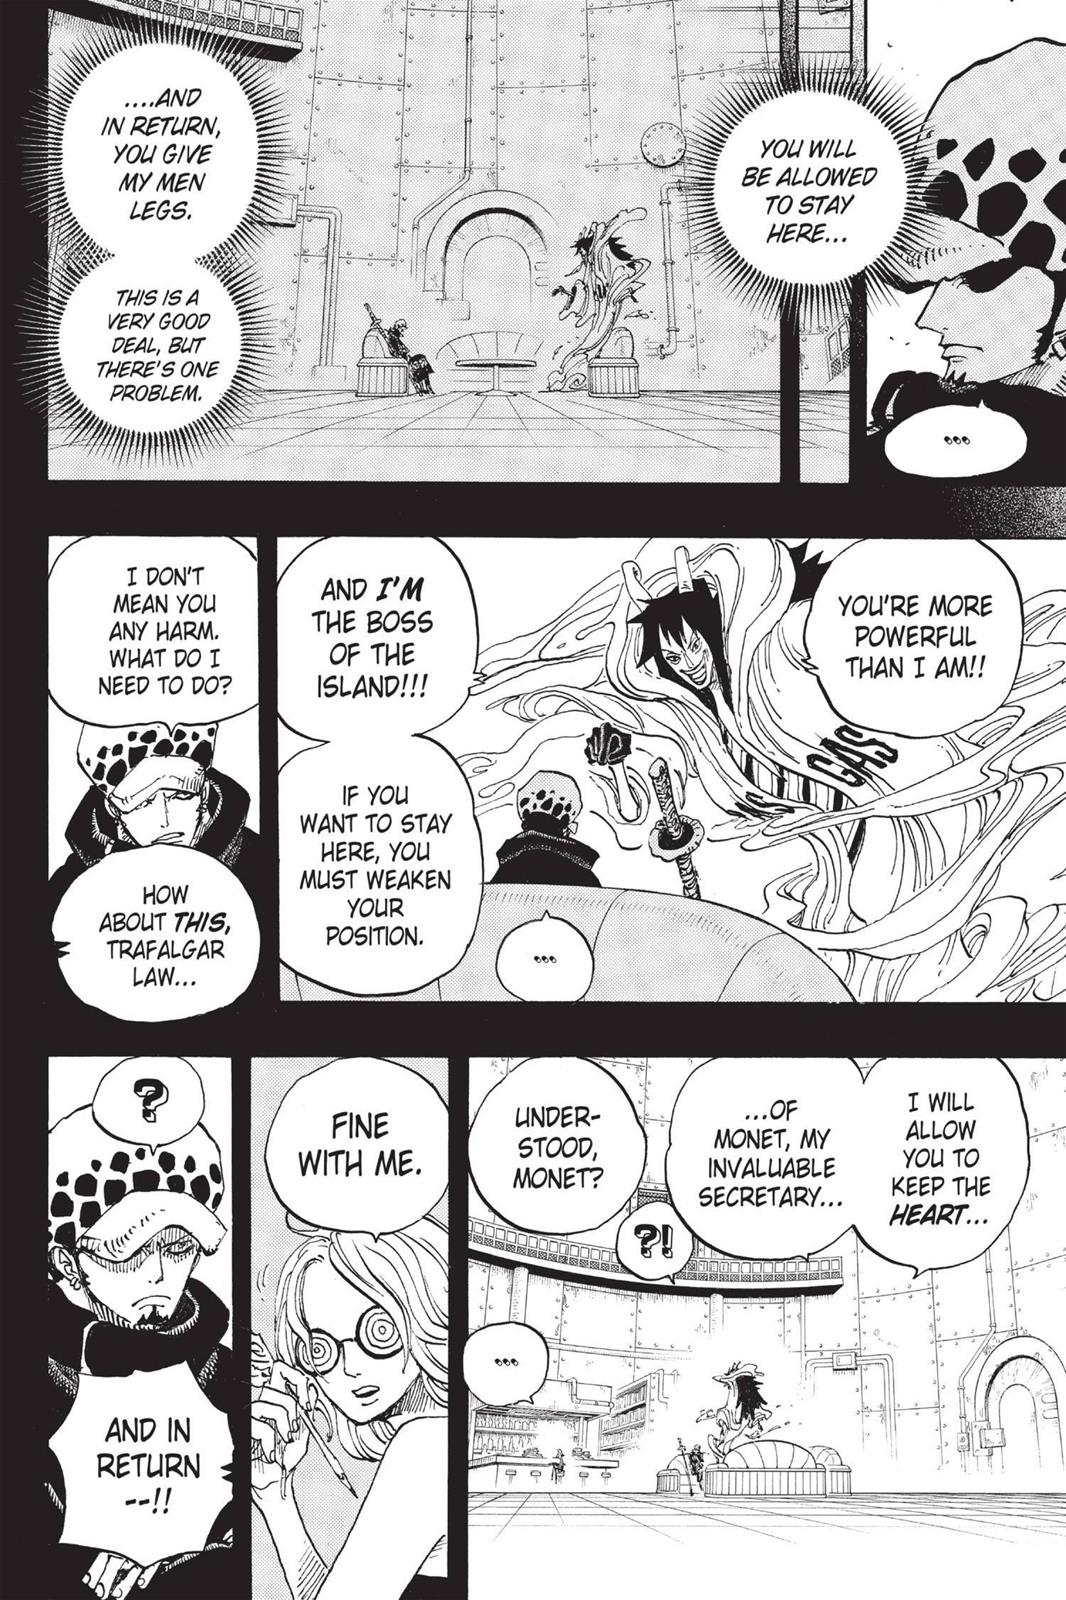 YOU WILL
BE ALLOWED
TO STAY
HERE...
....AND
IN RETURN,
YOU GIVE
MY MEN
LEGS.
THIS IS A
VERY GOOD
DEAL, BUT
THERE'S ONE
PROBLEM.
YOU'RE MORE
POWERFUL
THAN I AM!!
GAS
AND I'M
THE BOSS
OF THE
ISLAND!!!
IF YOU
WANT TO STAY
HERE, YOU
MUST WEAKEN
YOUR
POSITION.
...
I DON'T
MEAN YOU
ANY HARM.
WHAT DO I
NEED TO DO?
HOW
ABOUT THIS,
TRAFALGAR
LAW...
I WILL
ALLOW
YOU TO
KEEP THE
HEART...
...OF
MONET, MY
INVALUABLE
SECRETARY...
UNDER-
STOOD,
MONET?
?!
...
FINE
WITH ME.
?
AND IN
RETURN
--!!